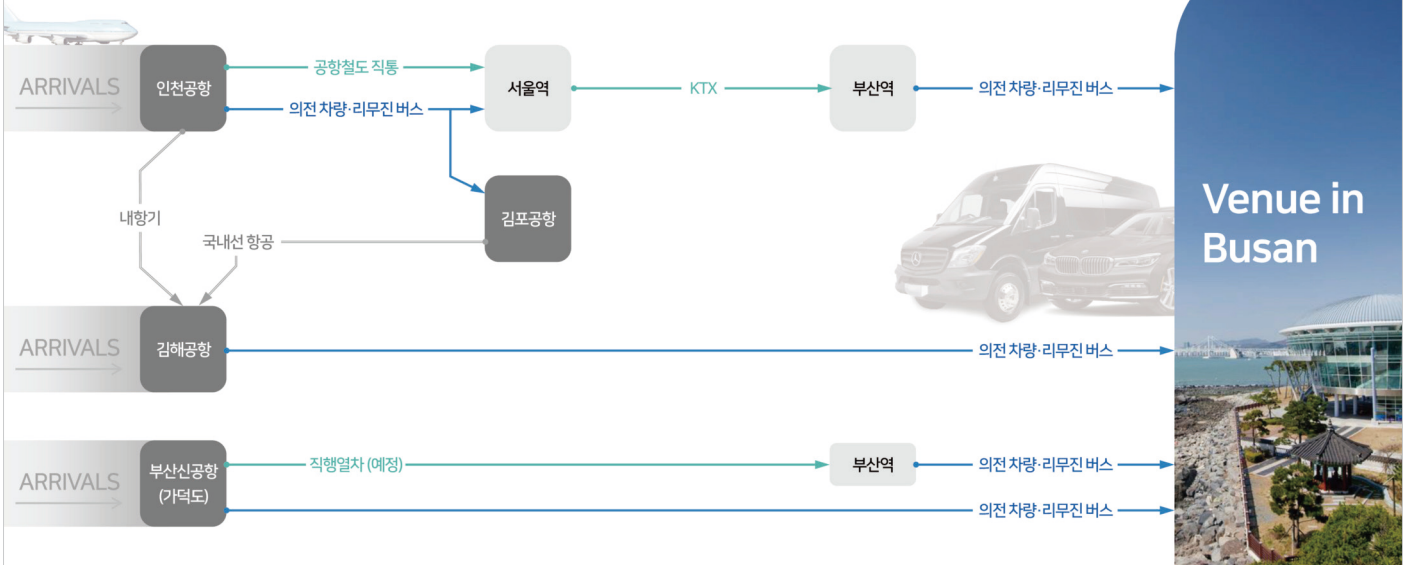 ARRIVALS
인천공항
공항철도 직통
의전 차량·리무진 버스
서울역
KTX
부산역
의전 차량·리무진 버스
내항기
국내선 항공
김포공항
Venue in
Busan
ARRIVALS
김해공항
의전 차량·리무진 버스
ARRIVALS
부산신공항
(가덕도)
직행열차 (예정)
부산역
의전 차량·리무진 버스
의전 차량·리무진 버스